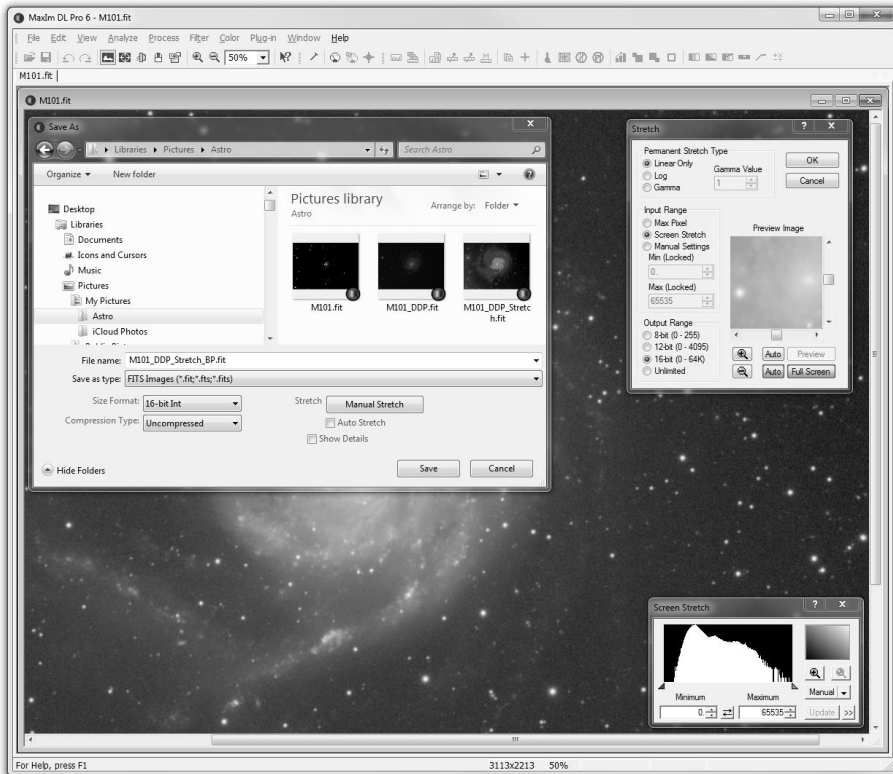 MaxIm DL Pro 6 - M101.fit
File Edit View Analyze Process Filter Color Plug-in Window Help
50%
M101.fit
M101.fit
Save As
Libraries Pictures Astro
Search Astro
Organize New folder
Desktop
Libraries
Documents
Icons and Cursors
Music
Pictures
My Pictures
Astro
iCloud Photos
Pictures library
Astro
Arrange by: Folder
M101.fit
M101_DDP.fit
M101_DDP_Stretc
h.fit
File name: M101_DDP_Stretch_BP.fit
Save as type: FITS Images (*.fit;*.fts;*.fits)
Size Format: 16-bit Int
Compression Type: Uncompressed
Stretch Manual Stretch
Auto Stretch
Show Details
Hide Folders
Save Cancel
Stretch
Permanent Stretch Type
Linear Only
Log
Gamma
Gamma Value
1
OK
Cancel
Input Range
Max Pixel
Screen Stretch
Manual Settings
Min (Locked)
0.
Max (Locked)
65535
Preview Image
Output Range
8-bit (0 - 255)
12-bit (0 - 4095)
16-bit (0 - 64K)
Unlimited
Auto Preview
Auto Full Screen
Screen Stretch
Minimum Maximum
0. 65535
Manual
Update >>
For Help, press F1
3113x2213 50%